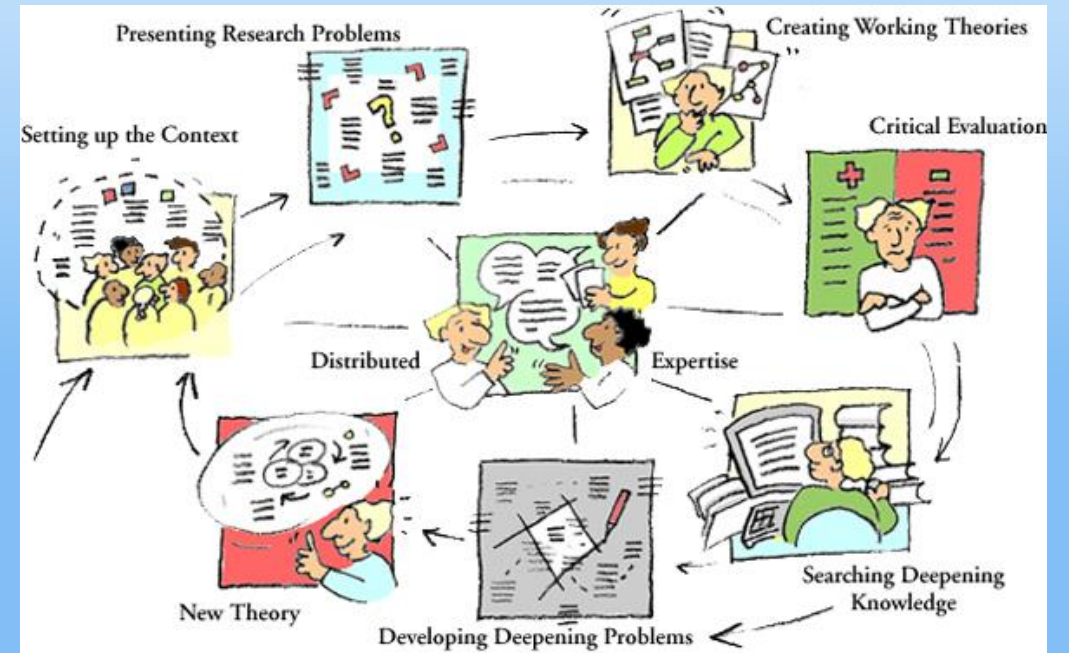 Presenting Research Problems
Creating Working Theories
Setting up the Context
Critical Evaluation
Distributed
Expertise
Searching Deepening
Knowledge
New Theory
Developing Deepening Problems